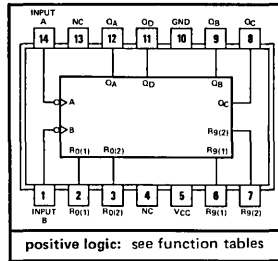 INPUT
A NC QA QD GND QB QC
14 13 12 11 10 9 8
QA QD QB
QC
A
B R9(2)
R0(1) R0(2) R9(1)
1 2 3 4 5 6 7
INPUT R0(1) R0(2) NC VCC R9(1) R9(2)
B
positive logic: see function tables